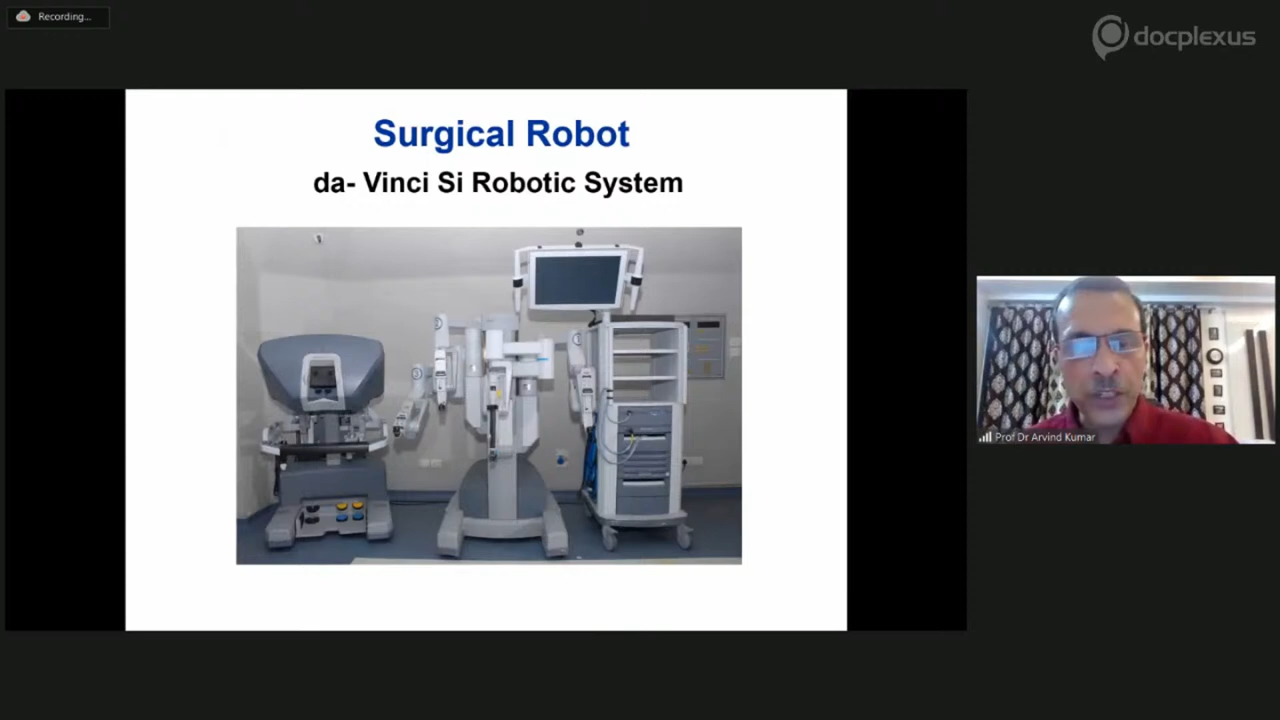 Recording...
docplexus
Surgical Robot
da- Vinci Si Robotic System
Prof Dr Arvind Kumar